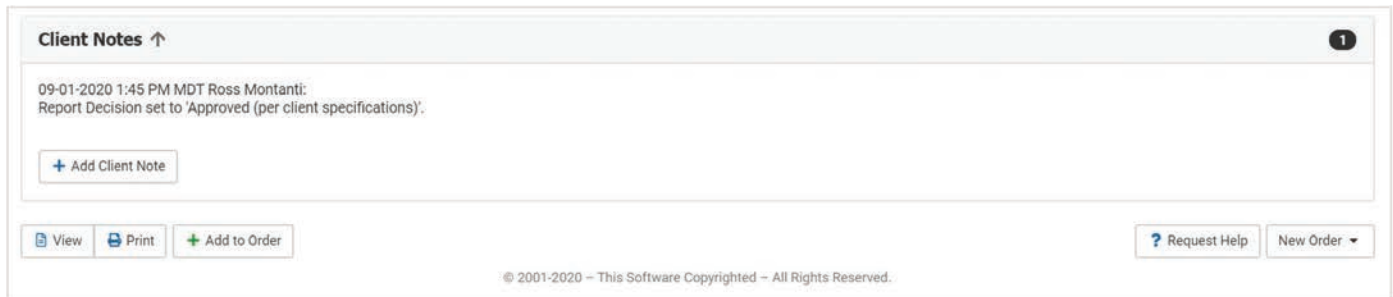 Client Notes ↑
1
09-01-2020 1:45 PM MDT Ross Montanti:
Report Decision set to 'Approved (per client specifications)'.
+ Add Client Note
View Print + Add to Order ? Request Help New Order
© 2001-2020 – This Software Copyrighted – All Rights Reserved.